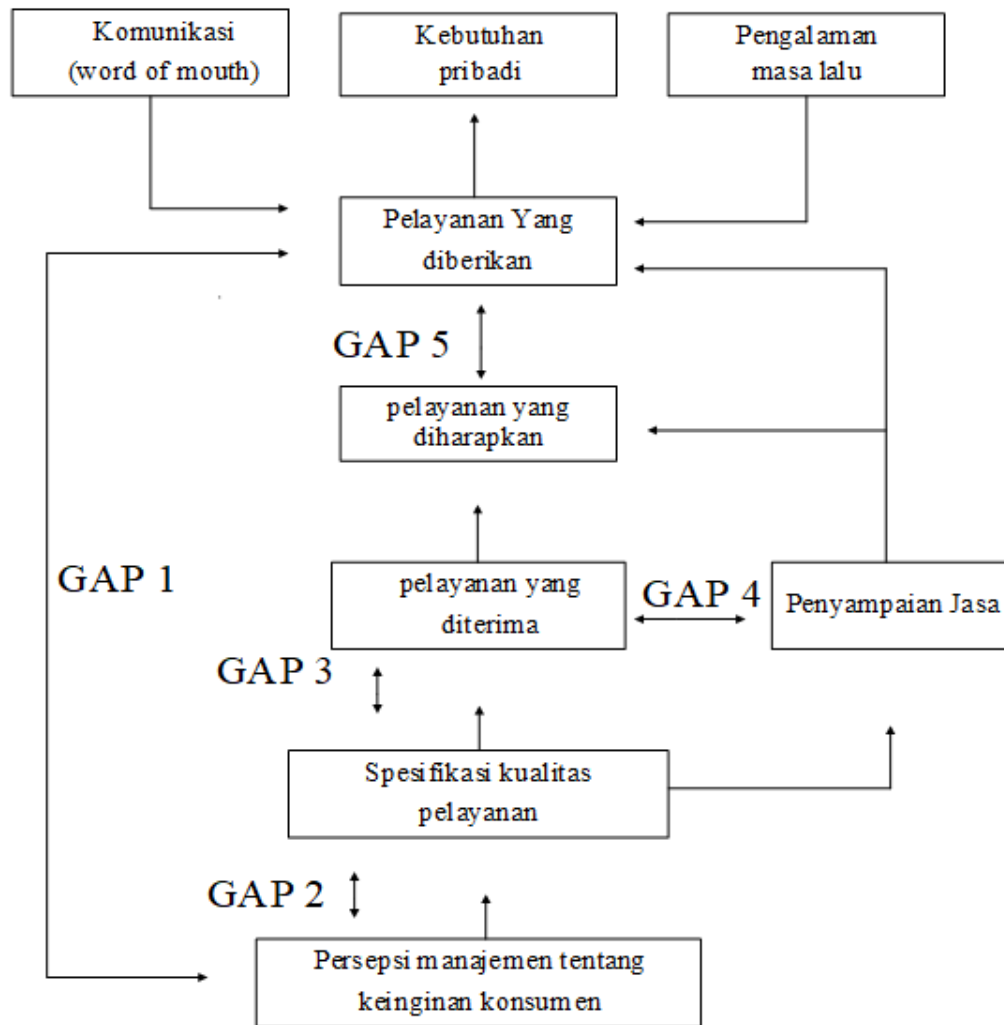 Komunikasi
(word of mouth)
Kebutuhan
pribadi
Pengalaman
masa lalu
Pelayanan Yang
diberikan
GAP 5
pelayanan yang
diharapkan
GAP 1
pelayanan yang
diterima
GAP 4
Penyampaian Jasa
GAP 3
Spesifikasi kualitas
pelayanan
GAP 2
Persepsi manajemen tentang
keinginan konsumen